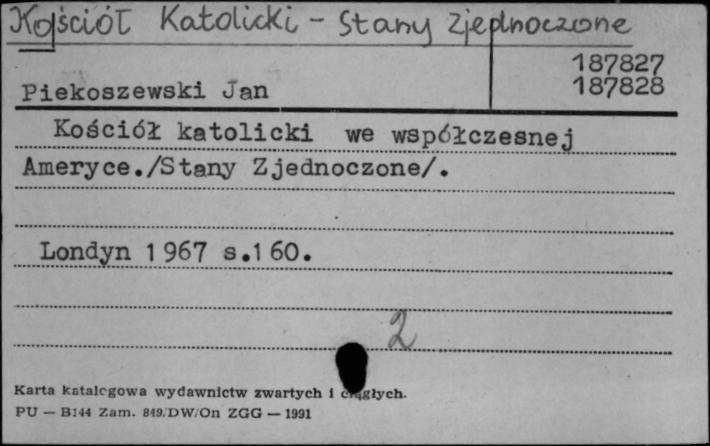 Kościół Katolicki - Stany Zjednoczone
187827
Piekoszewski Jan 187828
Kościół katolicki we współczesnej
Ameryce./Stany Zjednoczone/.
Londyn 1967 s.160.
2
Karta katalogowa wydawnictw zwartych i ciągłych.
PU — B144 Zam. 849/DW/On ZGG — 1991